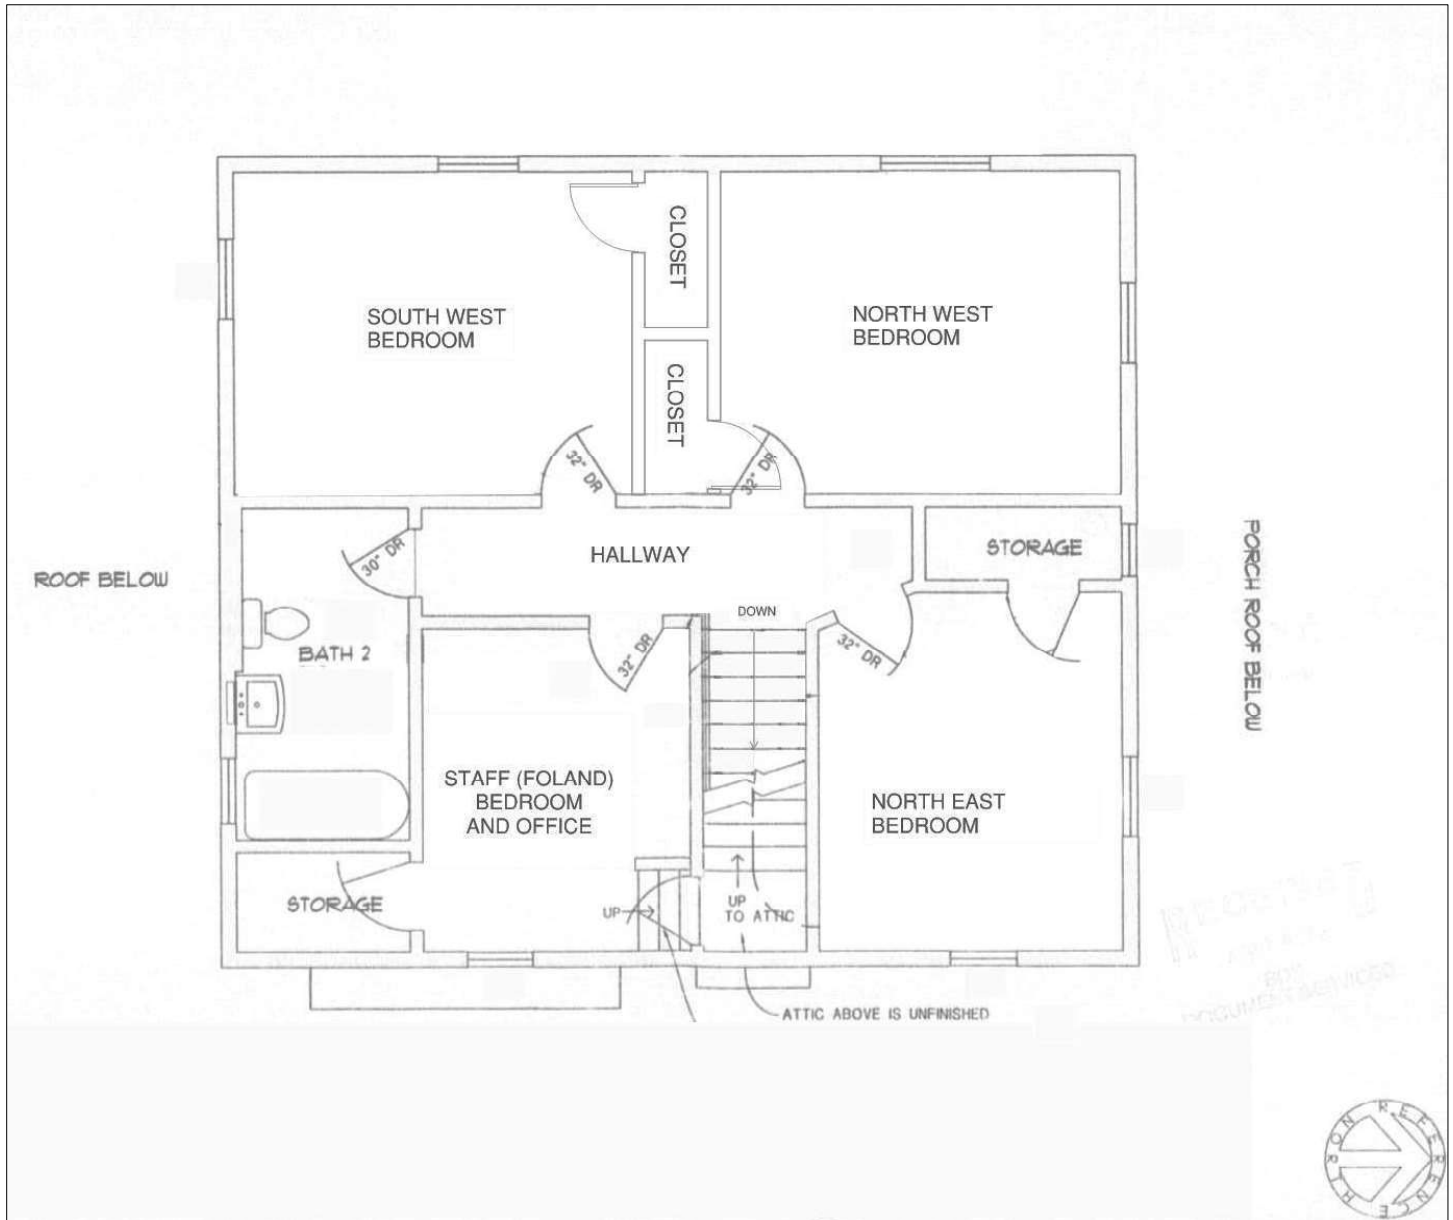 CLOSET
SOUTH WEST
BEDROOM
NORTH WEST
BEDROOM
CLOSET
32" DR
32" DR
30" DR
HALLWAY
STORAGE
ROOF BELOW
PORCH ROOF BELOW
DOWN
BATH 2
32" DR
32" DR
STAFF (FOLAND)
BEDROOM
AND OFFICE
NORTH EAST
BEDROOM
STORAGE
UP
UP
TO ATTIC
ATTIC ABOVE IS UNFINISHED
DOCUMENT SERVICES
REFERENCE